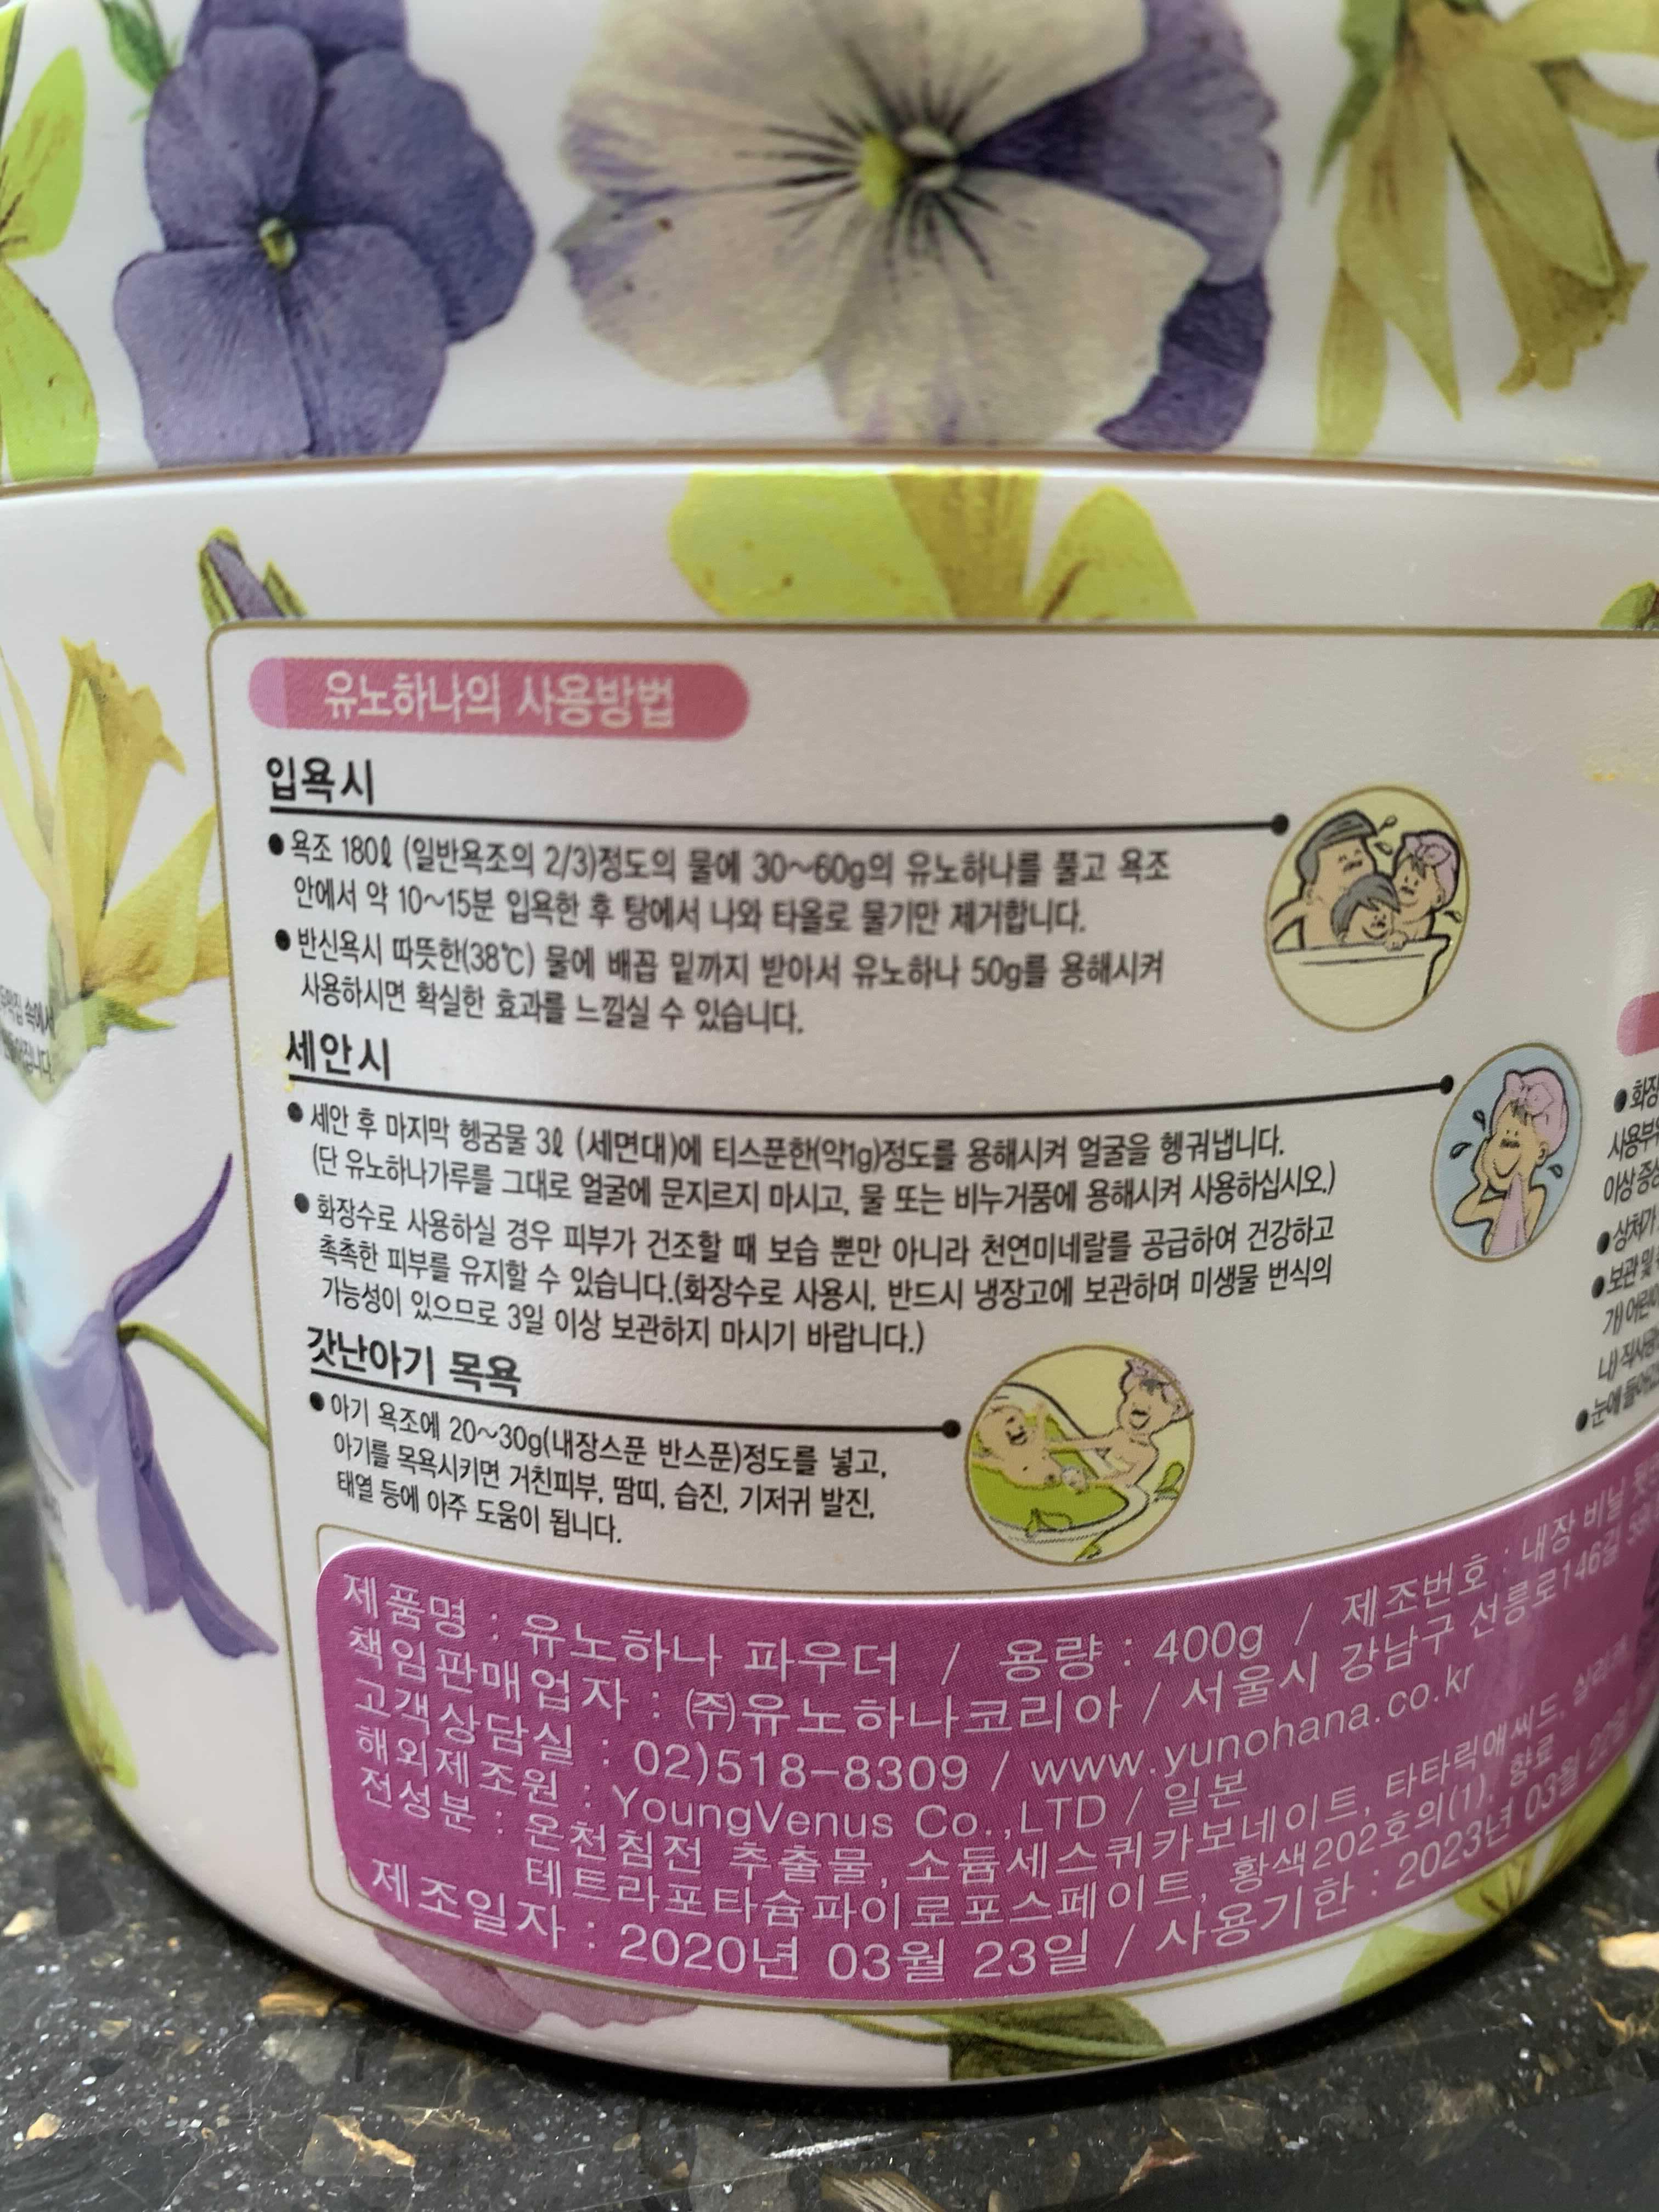 유노하나의 사용방법
입욕시
● 욕조 180ℓ (일반욕조의 2/3)정도의 물에 30~60g의 유노하나를 풀고 욕조
안에서 약 10~15분 입욕한 후 탕에서 나와 타올로 물기만 제거합니다.
● 반신욕시 따뜻한(38℃) 물에 배꼽 밑까지 받아서 유노하나 50g를 용해시켜
사용하시면 확실한 효과를 느낄실 수 있습니다.
세안시
● 세안 후 마지막 헹굼물 3ℓ (세면대)에 티스푼한(약1g)정도를 용해시켜 얼굴을 헹궈냅니다.
(단 유노하나가루를 그대로 얼굴에 문지르지 마시고, 물 또는 비누거품에 용해시켜 사용하십시오.)
● 화장수로 사용하실 경우 피부가 건조할 때 보습 뿐만 아니라 천연미네랄를 공급하여 건강하고
촉촉한 피부를 유지할 수 있습니다.(화장수로 사용시, 반드시 냉장고에 보관하며 미생물 번식의
가능성이 있으므로 3일 이상 보관하지 마시기 바랍니다.)
갓난아기 목욕
● 아기 욕조에 20~30g(내장스푼 반스푼)정도를 넣고,
아기를 목욕시키면 거친피부, 땀띠, 습진, 기저귀 발진,
태열 등에 아주 도움이 됩니다.
제품명 : 유노하나 파우더 / 용량 : 400g / 제조번호 : 내장 비닐
책임판매업자 : ㈜유노하나코리아 / 서울시 강남구 선릉로146길
고객상담실 : 02)518-8309 / www.yunohana.co.kr
해외제조원 : YoungVenus Co.,LTD / 일본
전성분 : 온천침전 추출물, 소듐세스퀴카보네이트, 타타릭애씨드,
테트라포타슘파이로포스페이트, 황색202호의(1), 향료
제조일자 : 2020년 03월 23일 / 사용기한 : 2023년 03월
속에서
● 화장
사용부위
이상 증상
● 상처가
● 보관 및
가) 어린이
나) 직사광
● 눈에 들어갔